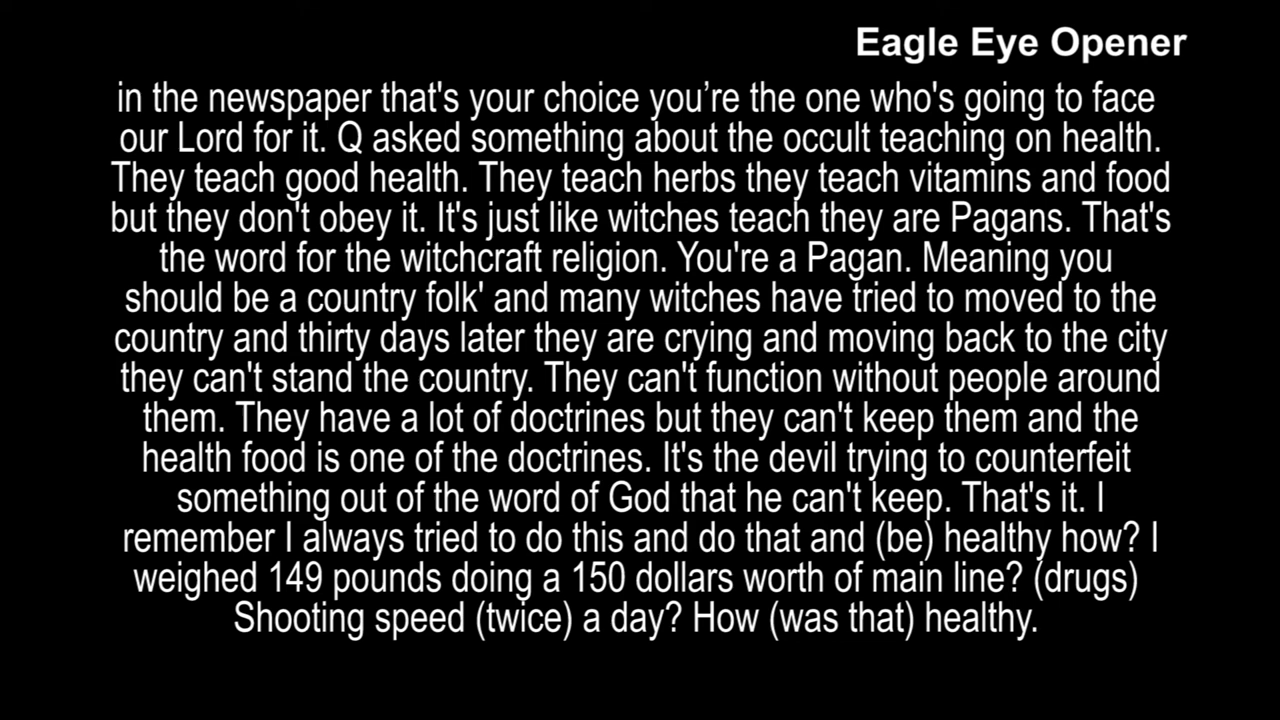 Eagle Eye Opener
in the newspaper that's your choice you’re the one who's going to face
our Lord for it. Q asked something about the occult teaching on health.
They teach good health. They teach herbs they teach vitamins and food
but they don't obey it. It's just like witches teach they are Pagans. That's
the word for the witchcraft religion. You're a Pagan. Meaning you
should be a country folk' and many witches have tried to moved to the
country and thirty days later they are crying and moving back to the city
they can't stand the country. They can't function without people around
them. They have a lot of doctrines but they can't keep them and the
health food is one of the doctrines. It's the devil trying to counterfeit
something out of the word of God that he can't keep. That's it. I
remember I always tried to do this and do that and (be) healthy how? I
weighed 149 pounds doing a 150 dollars worth of main line? (drugs)
Shooting speed (twice) a day? How (was that) healthy.